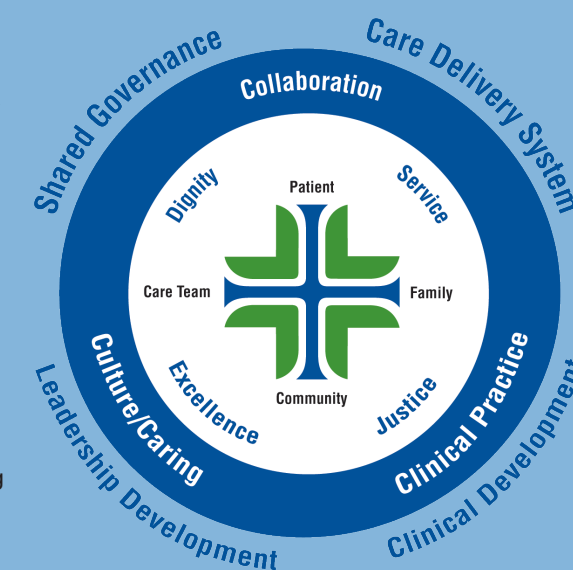 Shared Governance
Care Delivery System
Collaboration
Dignity
Service
Patient
Care Team
Family
Community
Excellence
Justice
Culture/Caring
Clinical Practice
Leadership Development
Clinical Development
g